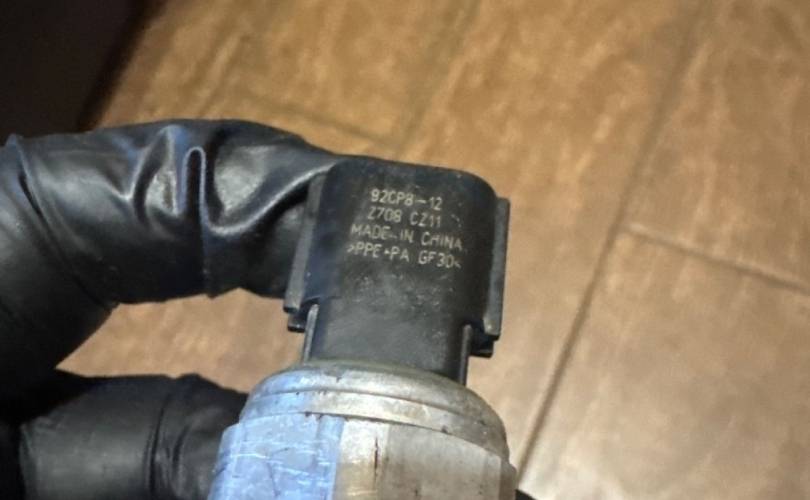 92CP8-12
Z708 CZ11
MADE IN CHINA
>PPE+PA GF30<